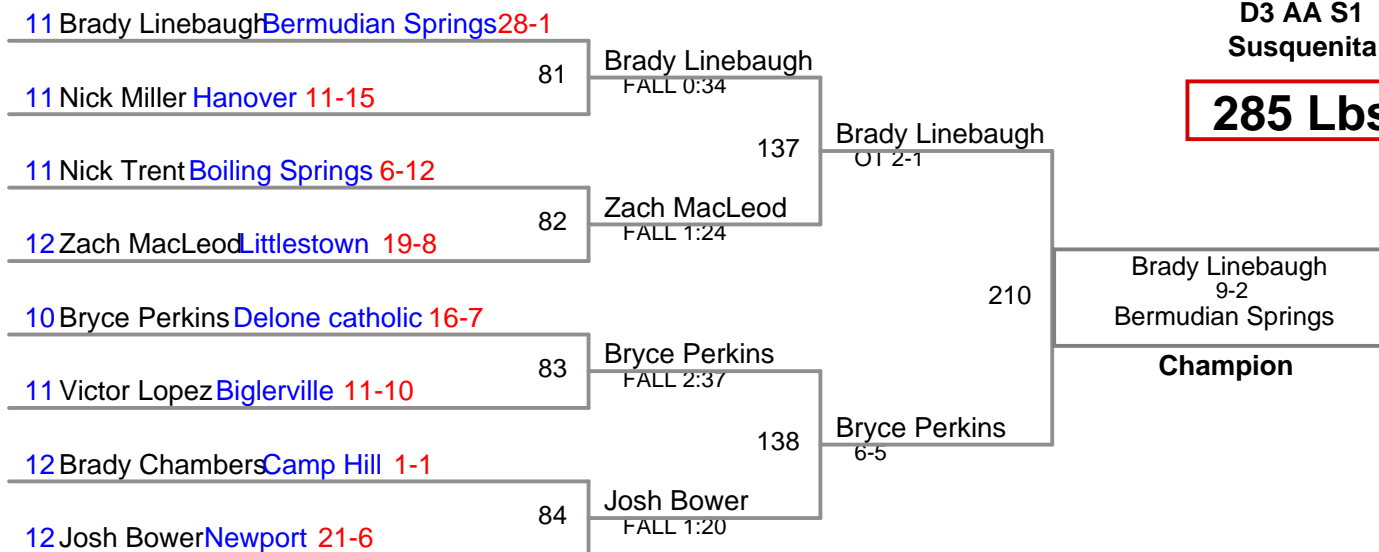 D3 AA S1
Susquenita
285 Lbs
11 Brady Linebaugh Bermudian Springs 28-1
81
Brady Linebaugh
FALL 0:34
11 Nick Miller Hanover 11-15
137
Brady Linebaugh
OT 2-1
11 Nick Trent Boiling Springs 6-12
82
Zach MacLeod
FALL 1:24
12 Zach MacLeod Littlestown 19-8
210
Brady Linebaugh
9-2
Bermudian Springs
Champion
10 Bryce Perkins Delone catholic 16-7
83
Bryce Perkins
FALL 2:37
11 Victor Lopez Biglerville 11-10
138
Bryce Perkins
6-5
12 Brady Chambers Camp Hill 1-1
84
Josh Bower
FALL 1:20
12 Josh Bower Newport 21-6